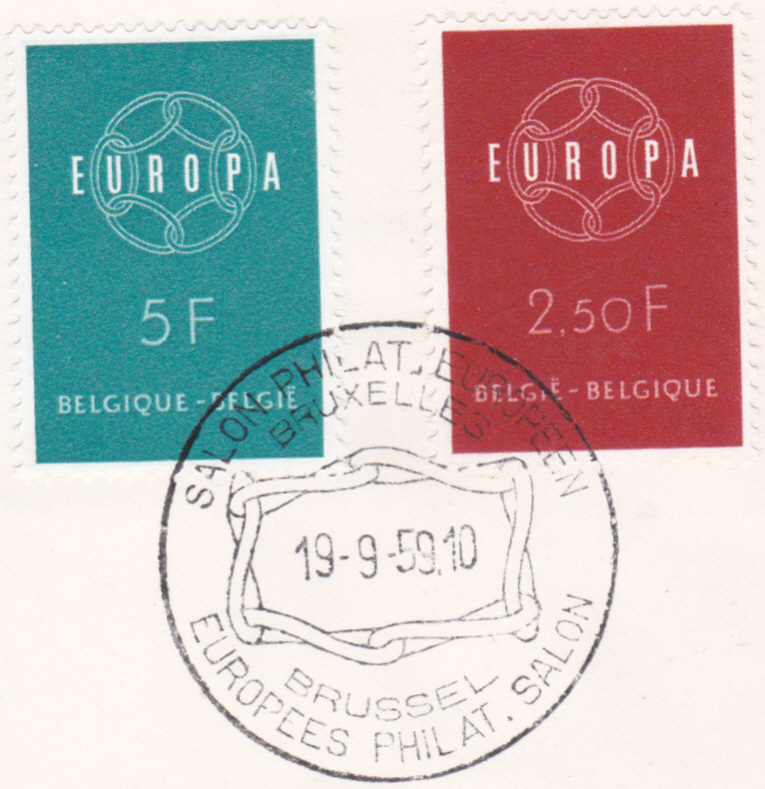 EUROPA
5F
BELGIQUE - BELGIË
EUROPA
2,50F
BELGIË - BELGIQUE
SALON PHILAT. EUROPEEN
BRUXELLES
19-9-59.10
BRUSSEL
EUROPEES PHILAT. SALON